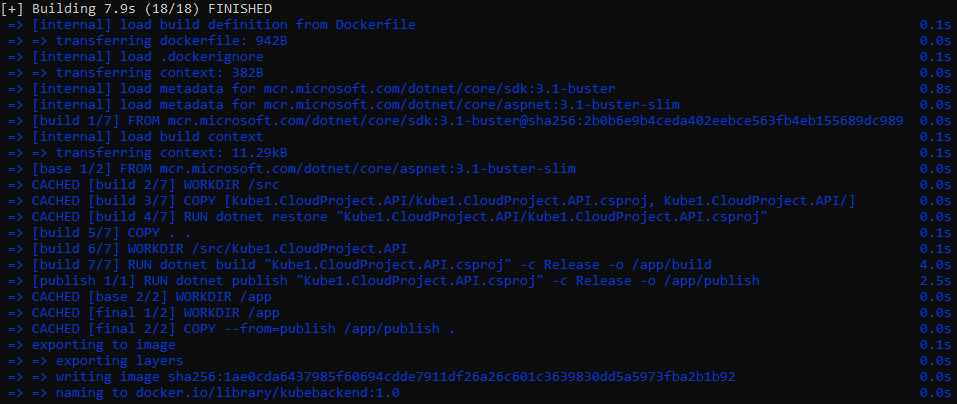 [+] Building 7.9s (18/18) FINISHED
=> [internal] load build definition from Dockerfile 0.1s
=> => transferring dockerfile: 942B 0.0s
=> [internal] load .dockerignore 0.1s
=> => transferring context: 382B 0.0s
=> [internal] load metadata for mcr.microsoft.com/dotnet/core/sdk:3.1-buster 0.8s
=> [internal] load metadata for mcr.microsoft.com/dotnet/core/aspnet:3.1-buster-slim 0.0s
=> [build 1/7] FROM mcr.microsoft.com/dotnet/core/sdk:3.1-buster@sha256:2b0b6e9b4ceda402eebce563fb4eb155689dc989 0.0s
=> [internal] load build context 0.1s
=> => transferring context: 11.29kB 0.1s
=> [base 1/2] FROM mcr.microsoft.com/dotnet/core/aspnet:3.1-buster-slim 0.0s
=> CACHED [build 2/7] WORKDIR /src 0.0s
=> CACHED [build 3/7] COPY [Kube1.CloudProject.API/Kube1.CloudProject.API.csproj, Kube1.CloudProject.API/] 0.0s
=> CACHED [build 4/7] RUN dotnet restore "Kube1.CloudProject.API/Kube1.CloudProject.API.csproj" 0.0s
=> [build 5/7] COPY . . 0.1s
=> [build 6/7] WORKDIR /src/Kube1.CloudProject.API 0.1s
=> [build 7/7] RUN dotnet build "Kube1.CloudProject.API.csproj" -c Release -o /app/build 4.0s
=> [publish 1/1] RUN dotnet publish "Kube1.CloudProject.API.csproj" -c Release -o /app/publish 2.5s
=> CACHED [base 2/2] WORKDIR /app 0.0s
=> CACHED [final 1/2] WORKDIR /app 0.0s
=> CACHED [final 2/2] COPY --from=publish /app/publish . 0.0s
=> exporting to image 0.1s
=> => exporting layers 0.0s
=> => writing image sha256:1ae0cda6437985f60694cdde7911df26a26c601c3639830dd5a5973fba2b1b92 0.0s
=> => naming to docker.io/library/kubebackend:1.0 0.0s